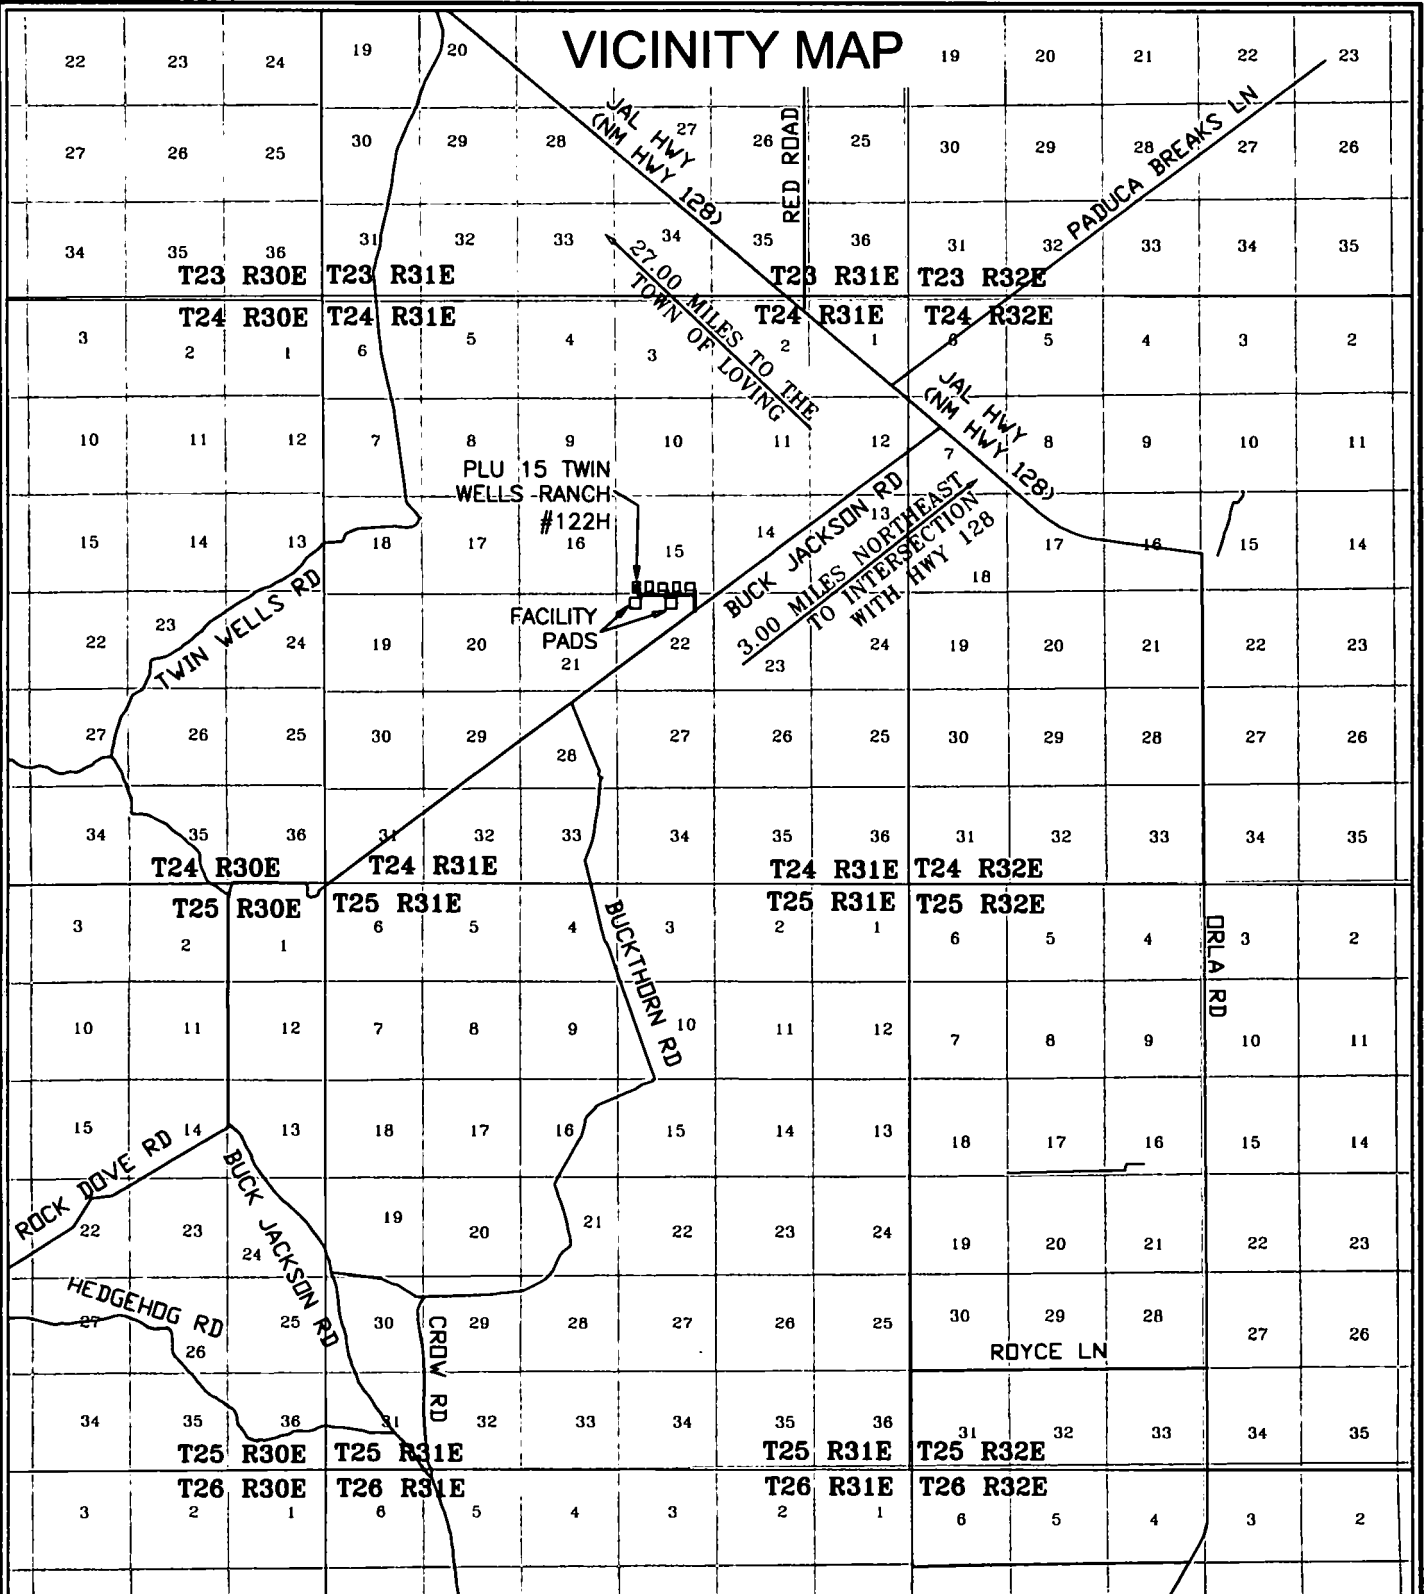 VICINITY MAP
22 23 24 19 20 19 20 21 22 23
JAL HWY
(NM HWY 128)
RED ROAD
PADUCA BREAKS LN
27 26 25 30 29 28 27 26 25 30 29 28 27 26
34 35 36 31 32 33 34 35 36 31 32 33 34 35
T23 R30E T23 R31E T23 R31E T23 R32E
27.00 MILES TO THE
TOWN OF LOVING
T24 R30E T24 R31E T24 R31E T24 R32E
3 2 1 6 5 4 3 2 1 6 5 4 3 2
JAL HWY
(NM HWY 128)
10 11 12 7 8 9 10 11 12 7 8 9 10 11
PLU 15 TWIN
WELLS RANCH
#122H
BUCK JACKSON RD
3.00 MILES NORTHEAST
TO INTERSECTION
WITH HWY 128
15 14 13 18 17 16 15 14 13 18 17 16 15 14
TWIN WELLS RD
FACILITY
PADS
22 23 24 19 20 21 22 23 24 19 20 21 22 23
27 26 25 30 29 28 27 26 25 30 29 28 27 26
34 35 36 31 32 33 34 35 36 31 32 33 34 35
T24 R30E T24 R31E T24 R31E T24 R32E
T25 R30E T25 R31E T25 R31E T25 R32E
3 2 1 6 5 4 3 2 1 6 5 4 3 2
BUCKTHORN RD
ORLA RD
10 11 12 7 8 9 10 11 12 7 8 9 10 11
15 14 13 18 17 16 15 14 13 18 17 16 15 14
ROCK DOVE RD
BUCK JACKSON RD
22 23 24 19 20 21 22 23 24 19 20 21 22 23
HEDGEHOG RD
27 26 25 30 29 28 27 26 25 30 29 28 27 26
CROW RD
ROYCE LN
34 35 36 31 32 33 34 35 36 31 32 33 34 35
T25 R30E T25 R31E T25 R31E T25 R32E
T26 R30E T26 R31E T26 R31E T26 R32E
3 2 1 6 5 4 3 2 1 6 5 4 3 2